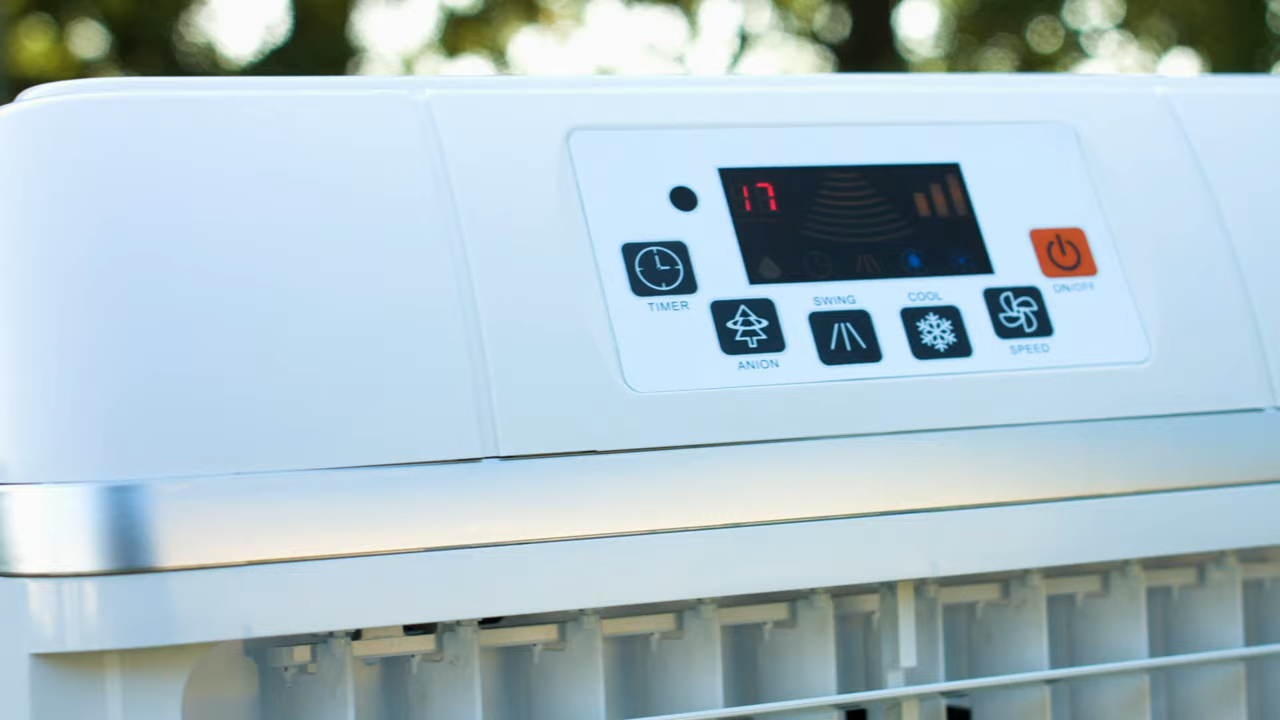 17
TIMER
ANION
SWING
COOL
SPEED
ON/OFF